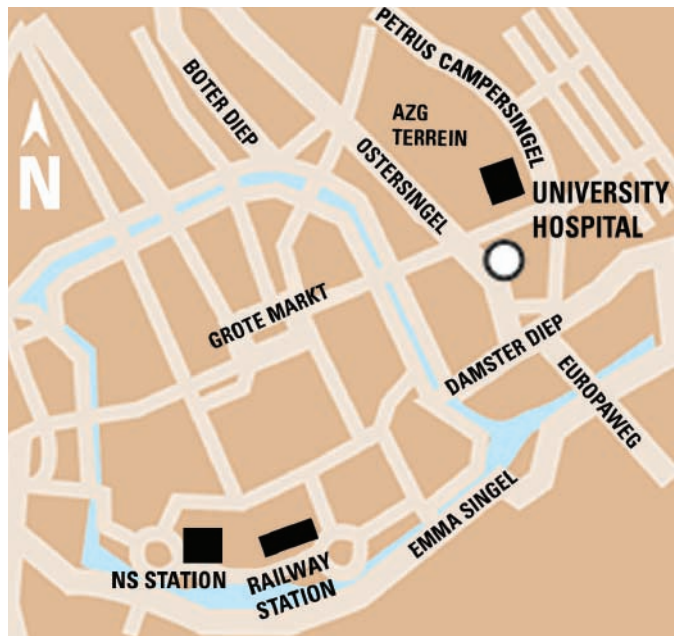 PETRUS CAMPERSINGEL
BOTER DIEP
AZG
TERREIN
OSTERSINGEL
N
UNIVERSITY
HOSPITAL
GROTE MARKT
DAMSTER DIEP
EUROPAWEG
EMMA SINGEL
NS STATION
RAILWAY
STATION